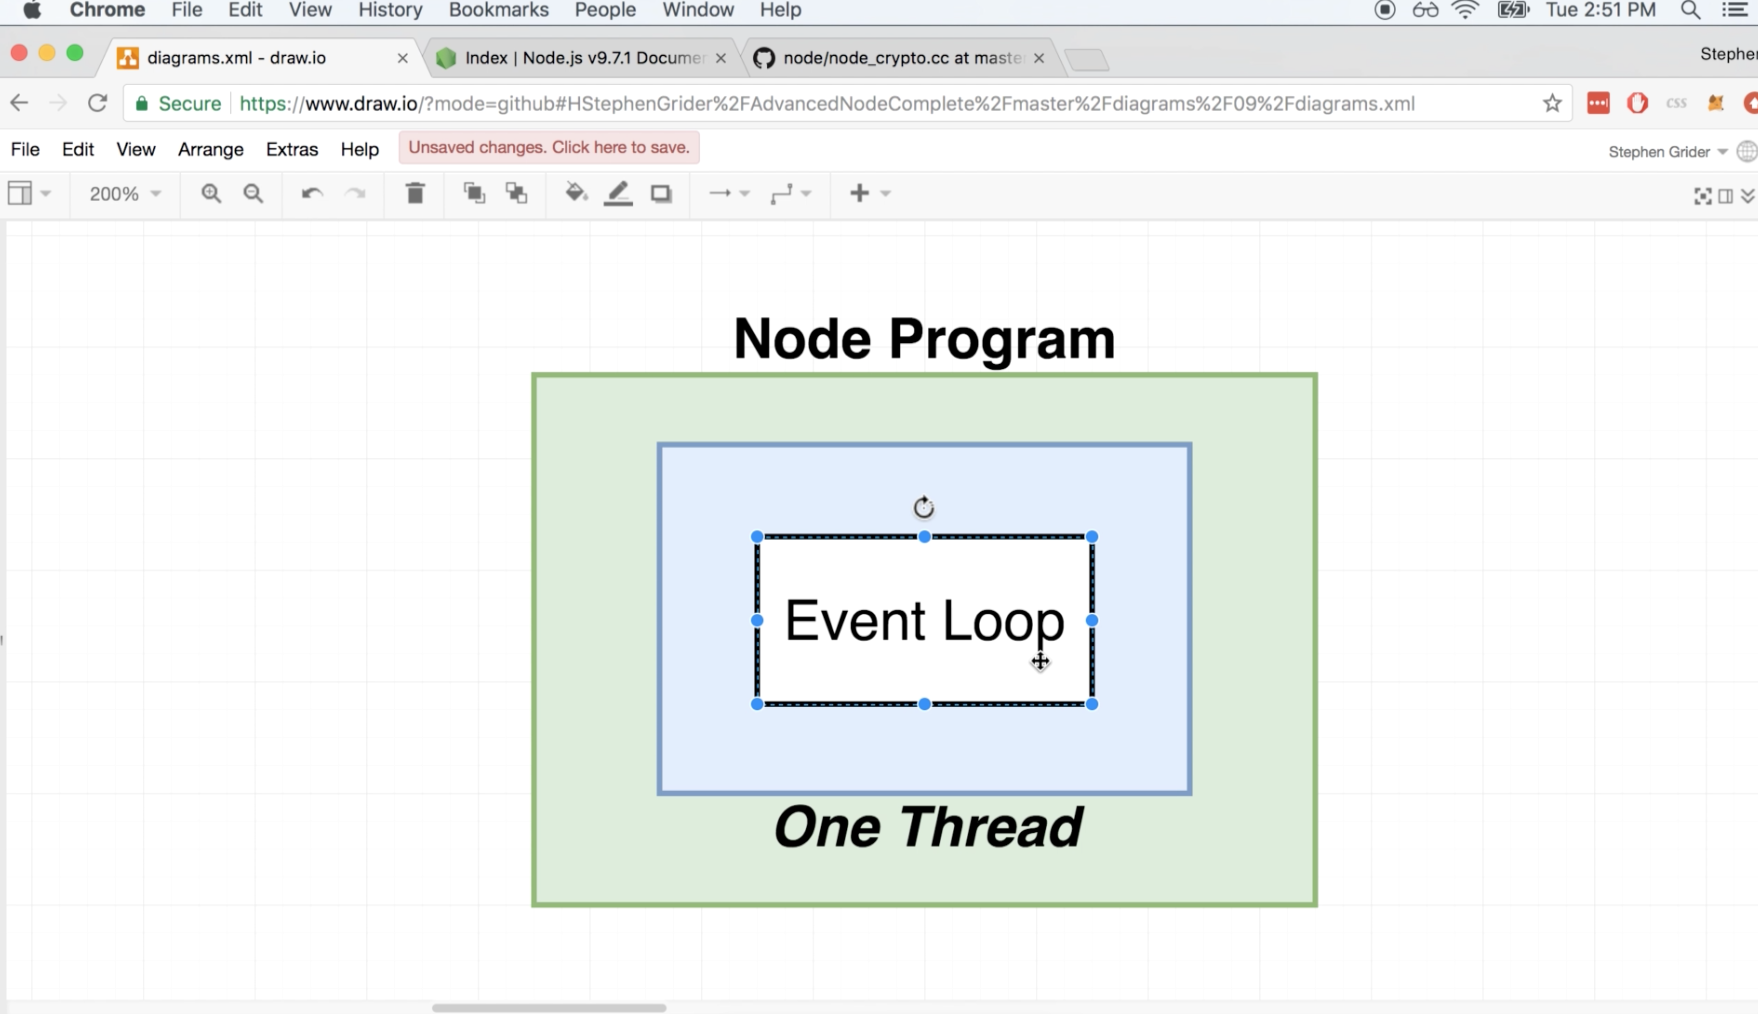 Chrome File Edit View History Bookmarks People Window Help Tue 2:51 PM
diagrams.xml - draw.io Index | Node.js v9.7.1 Documen node/node_crypto.cc at maste Stephen
Secure https://www.draw.io/?mode=github#HStephenGrider%2FAdvancedNodeComplete%2Fmaster%2Fdiagrams%2F09%2Fdiagrams.xml CSS
File Edit View Arrange Extras Help Unsaved changes. Click here to save. Stephen Grider
200%
Node Program
Event Loop
One Thread